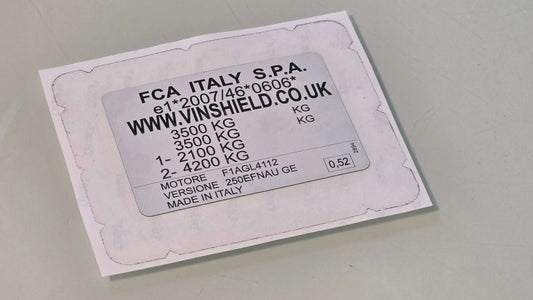 FCA ITALY S.P.A.
e1*2007/46*0606*
WWW.VINSHIELD.CO.UK
3500 KG KG
3500 KG KG
1- 2100 KG
2- 4200 KG
MOTORE F1AGL4112
VERSIONE 250EFNAU GE 0.52
MADE IN ITALY